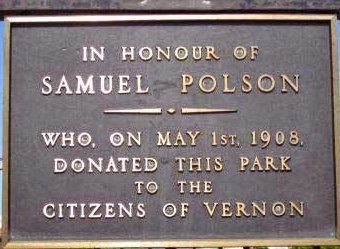 IN HONOUR OF
SAMUEL POLSON
WHO, ON MAY 1ST, 1908,
DONATED THIS PARK
TO THE
CITIZENS OF VERNON